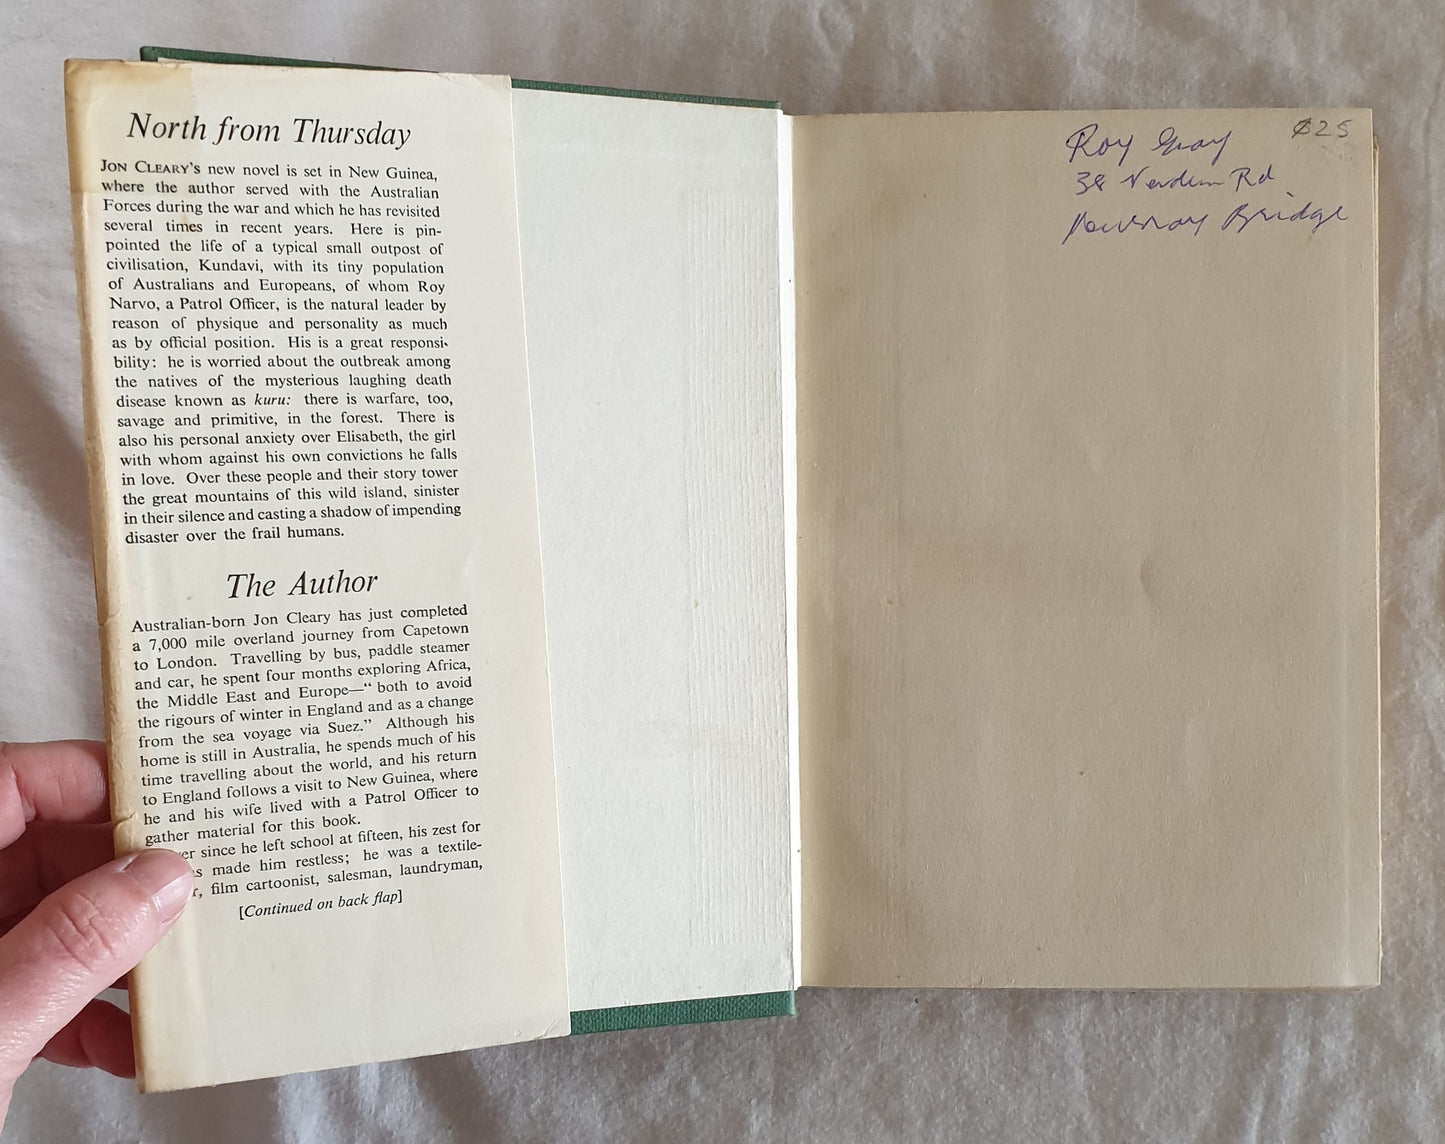 North from Thursday
JON CLEARY'S new novel is set in New Guinea,
where the author served with the Australian
Forces during the war and which he has revisited
several times in recent years. Here is pin-
pointed the life of a typical small outpost of
civilisation, Kundavi, with its tiny population
of Australians and Europeans, of whom Roy
Narvo, a Patrol Officer, is the natural leader by
reason of physique and personality as much
as by official position. His is a great responsi-
bility: he is worried about the outbreak among
the natives of the mysterious laughing death
disease known as kuru: there is warfare, too,
savage and primitive, in the forest. There is
also his personal anxiety over Elisabeth, the girl
with whom against his own convictions he falls
in love. Over these people and their story tower
the great mountains of this wild island, sinister
in their silence and casting a shadow of impending
disaster over the frail humans.
The Author
Australian-born Jon Cleary has just completed
a 7,000 mile overland journey from Capetown
to London. Travelling by bus, paddle steamer
and car, he spent four months exploring Africa,
the Middle East and Europe—“ both to avoid
the rigours of winter in England and as a change
from the sea voyage via Suez.” Although his
home is still in Australia, he spends much of his
time travelling about the world, and his return
to England follows a visit to New Guinea, where
he and his wife lived with a Patrol Officer to
gather material for this book.
er since he left school at fifteen, his zest for
s made him restless; he was a textile-
r, film cartoonist, salesman, laundryman,
[Continued on back flap]
$25
Roy Gray
38 Rd
Murray Bridge